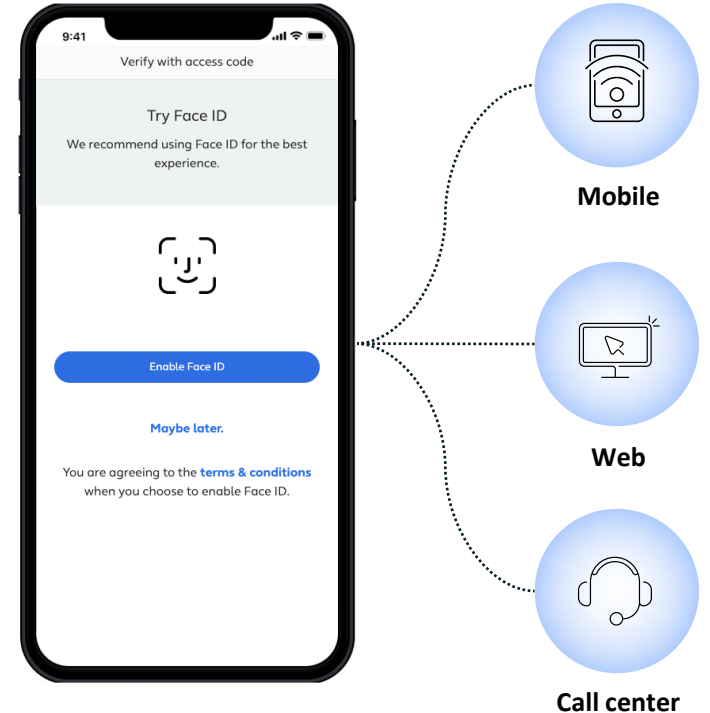 9:41
Verify with access code
Try Face ID
We recommend using Face ID for the best
experience.
Enable Face ID
Maybe later.
You are agreeing to the terms & conditions
when you choose to enable Face ID.
Mobile
Web
Call center